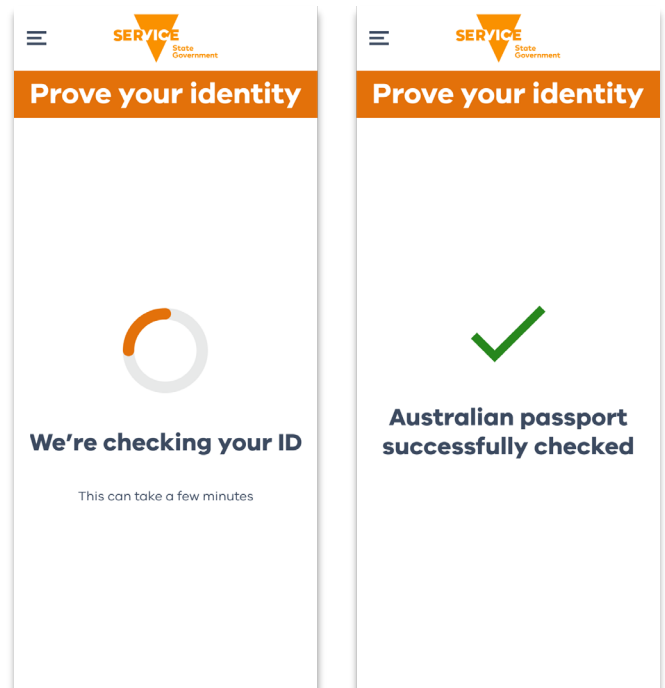 SERVICE
State
Government
Prove your identity
We're checking your ID
This can take a few minutes
SERVICE
State
Government
Prove your identity
Australian passport
successfully checked